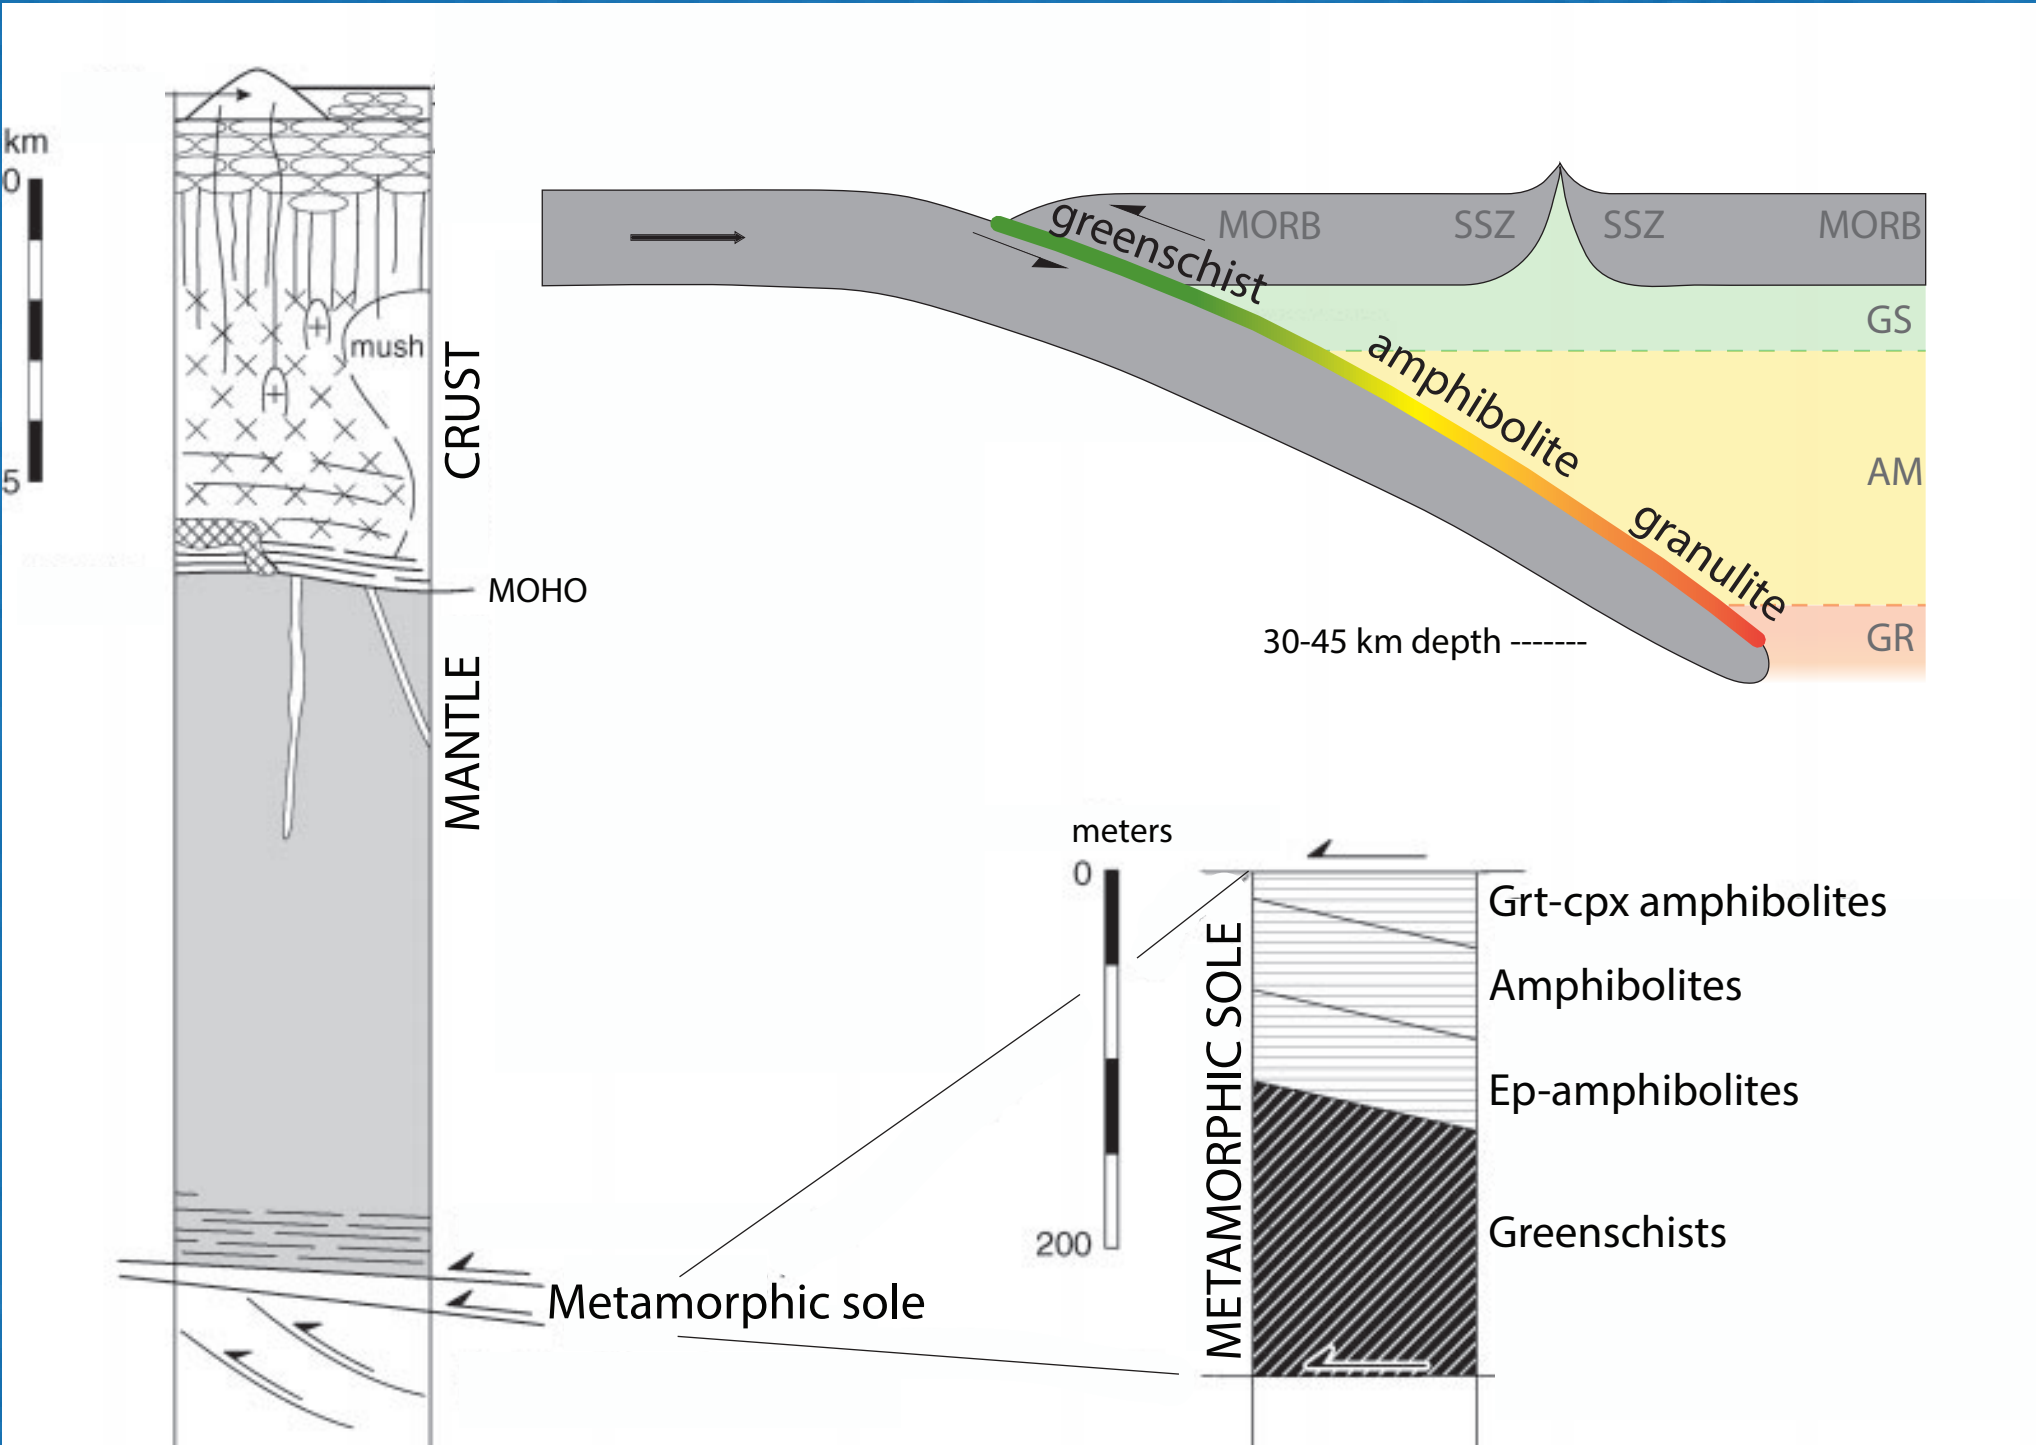 km
0
5
mush
CRUST
MOHO
MANTLE
Metamorphic sole
greenschist
amphibolite
granulite
MORB
SSZ
SSZ
MORB
GS
AM
GR
30-45 km depth -------
meters
0
200
METAMORPHIC SOLE
Grt-cpx amphibolites
Amphibolites
Ep-amphibolites
Greenschists